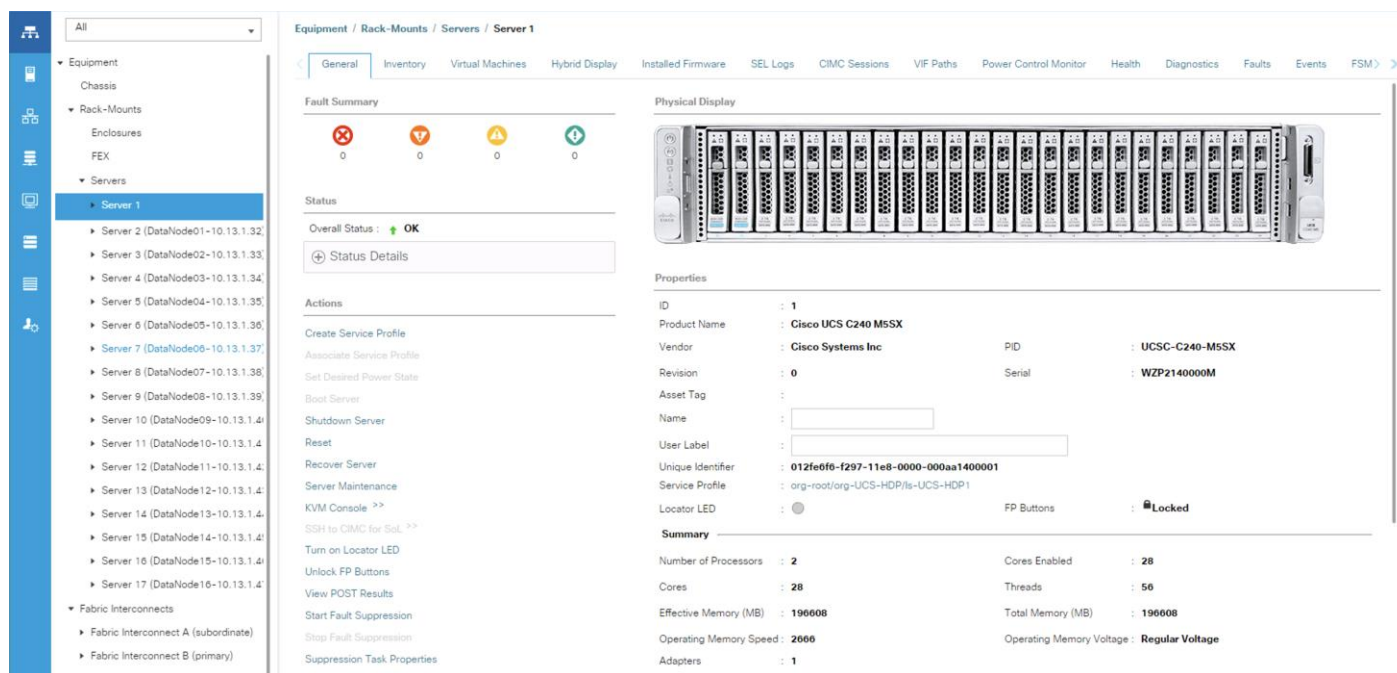 All
Equipment
Chassis
Rack-Mounts
Enclosures
FEX
Servers
Server 1
Server 2 (DataNode01-10.13.1.32)
Server 3 (DataNode02-10.13.1.33)
Server 4 (DataNode03-10.13.1.34)
Server 5 (DataNode04-10.13.1.35)
Server 6 (DataNode05-10.13.1.36)
Server 7 (DataNode06-10.13.1.37)
Server 8 (DataNode07-10.13.1.38)
Server 9 (DataNode08-10.13.1.39)
Server 10 (DataNode09-10.13.1.4
Server 11 (DataNode10-10.13.1.4
Server 12 (DataNode11-10.13.1.4
Server 13 (DataNode12-10.13.1.4
Server 14 (DataNode13-10.13.1.4
Server 15 (DataNode14-10.13.1.4
Server 16 (DataNode15-10.13.1.4
Server 17 (DataNode16-10.13.1.4
Fabric Interconnects
Fabric Interconnect A (subordinate)
Fabric Interconnect B (primary)
Equipment / Rack-Mounts / Servers / Server 1
General Inventory Virtual Machines Hybrid Display Installed Firmware SEL Logs CIMC Sessions VIF Paths Power Control Monitor Health Diagnostics Faults Events FSM
Fault Summary
0 0 0 0
Status
Overall Status : OK
Status Details
Actions
Create Service Profile
Associate Service Profile
Set Desired Power State
Boot Server
Shutdown Server
Reset
Recover Server
Server Maintenance
KVM Console >>
SSH to CIMC for SoL >>
Turn on Locator LED
Unlock FP Buttons
View POST Results
Start Fault Suppression
Stop Fault Suppression
Suppression Task Properties
Physical Display
Properties
ID : 1
Product Name : Cisco UCS C240 M5SX
Vendor : Cisco Systems Inc PID : UCSC-C240-M5SX
Revision : 0 Serial : WZP2140000M
Asset Tag :
Name :
User Label :
Unique Identifier : 012fe6f6-f297-11e8-0000-000aa1400001
Service Profile : org-root/org-UCS-HDP/ls-UCS-HDP1
Locator LED : FP Buttons : Locked
Summary
Number of Processors : 2 Cores Enabled : 28
Cores : 28 Threads : 56
Effective Memory (MB) : 196608 Total Memory (MB) : 196608
Operating Memory Speed : 2666 Operating Memory Voltage : Regular Voltage
Adapters : 1